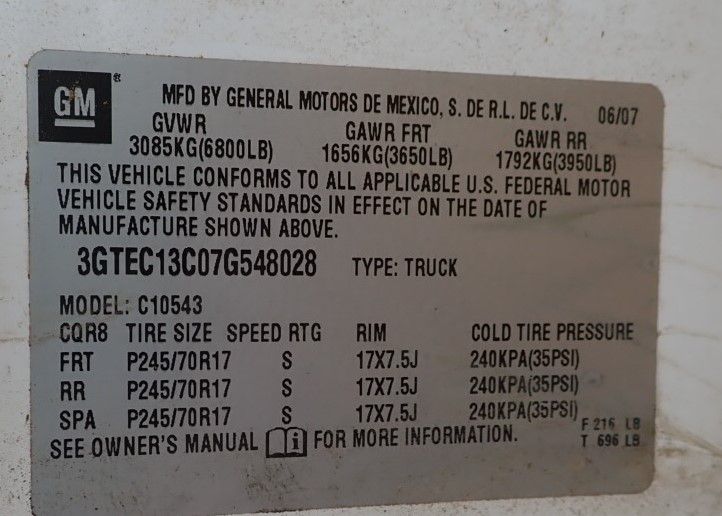 GM® MFD BY GENERAL MOTORS DE MEXICO, S. DE R.L. DE C.V. 06/07
GVWR GAWR FRT GAWR RR
3085KG(6800LB) 1656KG(3650LB) 1792KG(3950LB)
THIS VEHICLE CONFORMS TO ALL APPLICABLE U.S. FEDERAL MOTOR
VEHICLE SAFETY STANDARDS IN EFFECT ON THE DATE OF
MANUFACTURE SHOWN ABOVE.
3GTEC13C07G548028 TYPE: TRUCK
MODEL: C10543
CQR8 TIRE SIZE SPEED RTG RIM COLD TIRE PRESSURE
FRT P245/70R17 S 17X7.5J 240KPA(35PSI)
RR P245/70R17 S 17X7.5J 240KPA(35PSI)
SPA P245/70R17 S 17X7.5J 240KPA(35PSI)
SEE OWNER'S MANUAL i FOR MORE INFORMATION.
F 216 LB
T 696 LB